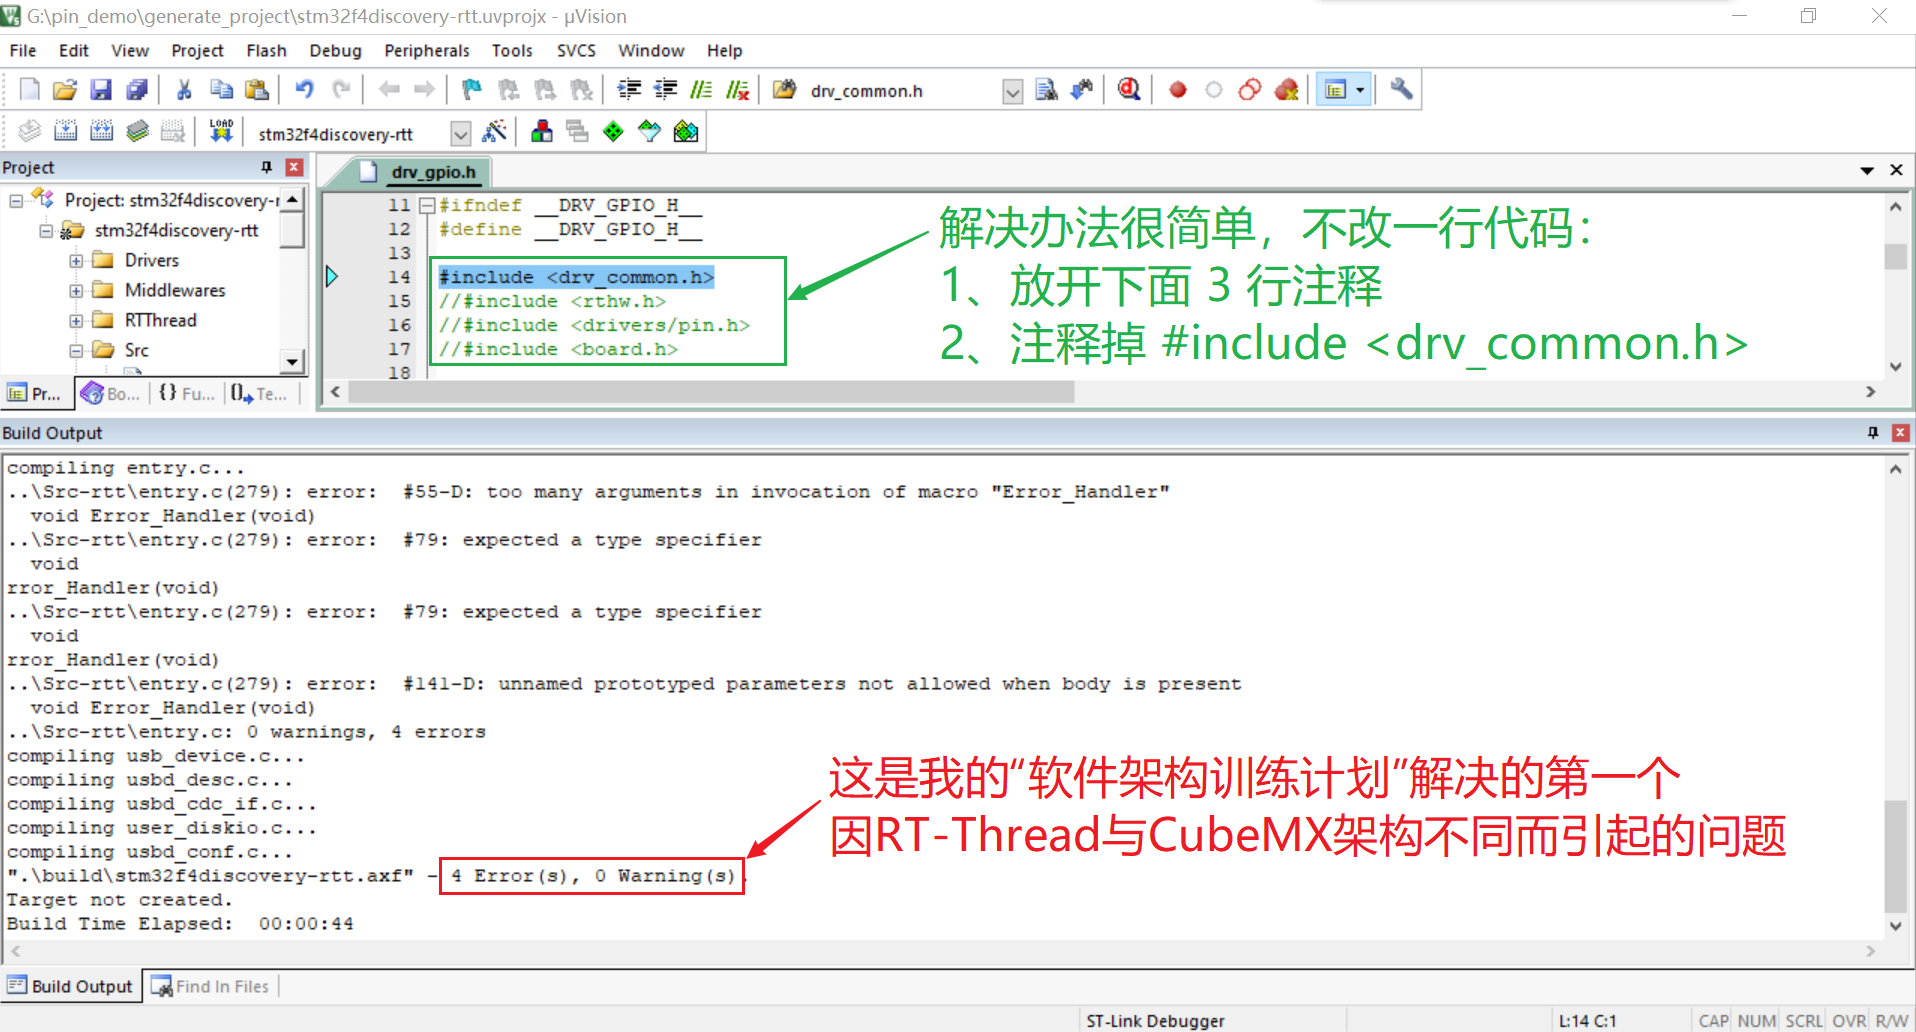 G:\pin_demo\generate_project\stm32f4discovery-rtt.uvprojx - µVision
File Edit View Project Flash Debug Peripherals Tools SVCS Window Help
drv_common.h
LOAD
stm32f4discovery-rtt
Project
Project: stm32f4discovery-r
stm32f4discovery-rtt
Drivers
Middlewares
RTThread
Src
Pr... Bo... {} Fu... Te...
drv_gpio.h
11 #ifndef __DRV_GPIO_H__
12 #define __DRV_GPIO_H__
13
14 #include <drv_common.h>
15 //#include <rthw.h>
16 //#include <drivers/pin.h>
17 //#include <board.h>
18
解决办法很简单，不改一行代码：
1、放开下面 3 行注释
2、注释掉 #include <drv_common.h>
Build Output
compiling entry.c...
..\Src-rtt\entry.c(279): error:  #55-D: too many arguments in invocation of macro "Error_Handler"
void Error_Handler(void)
..\Src-rtt\entry.c(279): error:  #79: expected a type specifier
void
rror_Handler(void)
..\Src-rtt\entry.c(279): error:  #79: expected a type specifier
void
rror_Handler(void)
..\Src-rtt\entry.c(279): error:  #141-D: unnamed prototyped parameters not allowed when body is present
void Error_Handler(void)
..\Src-rtt\entry.c: 0 warnings, 4 errors
compiling usb_device.c...
compiling usbd_desc.c...
compiling usbd_cdc_if.c...
compiling user_diskio.c...
compiling usbd_conf.c...
".\build\stm32f4discovery-rtt.axf" - 4 Error(s), 0 Warning(s).
Target not created.
Build Time Elapsed:  00:00:44
这是我的“软件架构训练计划”解决的第一个
因RT-Thread与CubeMX架构不同而引起的问题
Build Output Find In Files
ST-Link Debugger L:14 C:1 CAP NUM SCRL OVR R/W